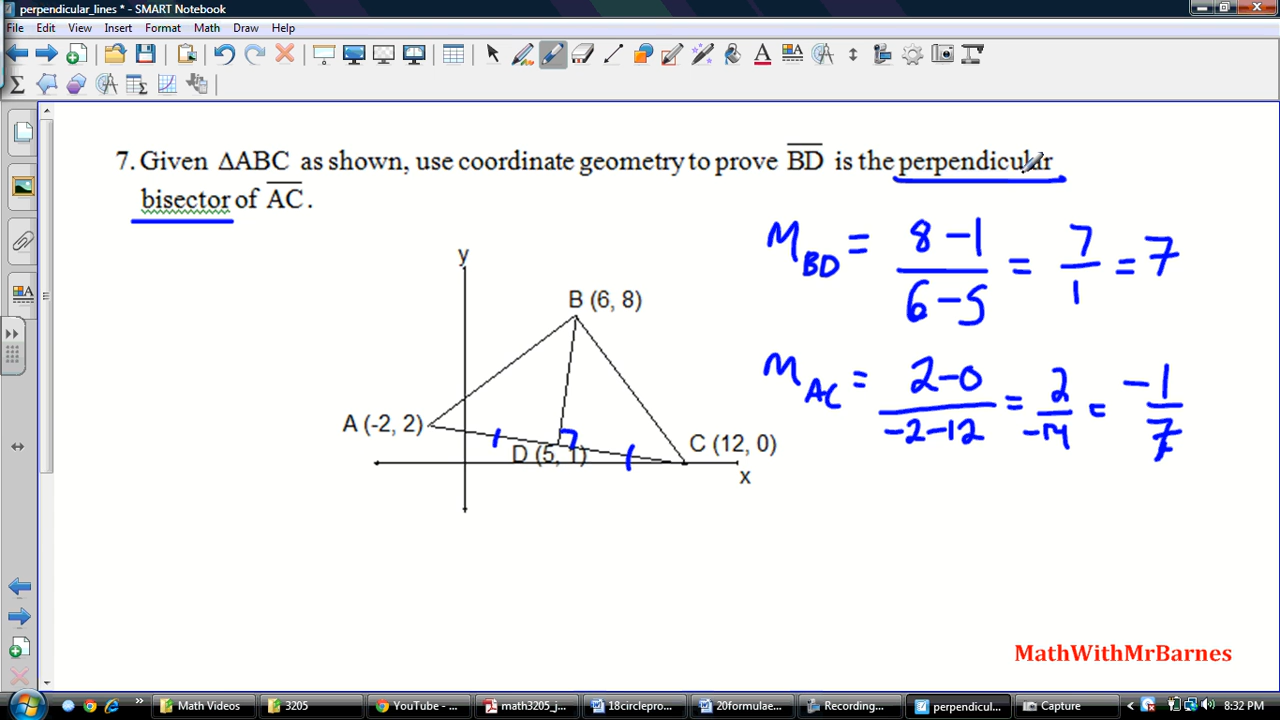 perpendicular_lines * - SMART Notebook
File Edit View Insert Format Math Draw Help
7. Given ΔABC as shown, use coordinate geometry to prove BD is the perpendicular
bisector of AC.
y
B (6, 8)
A (-2, 2)
D (5, 1)
C (12, 0)
x
M BD = 8-1 / 6-5 = 7/1 = 7
M AC = 2-0 / -2-12 = 2/-14 = -1/7
MathWithMrBarnes
Math Videos 3205 YouTube - ... math3205_j... 18circlepro... 20formulae... Recording... perpendicul... Capture 8:32 PM